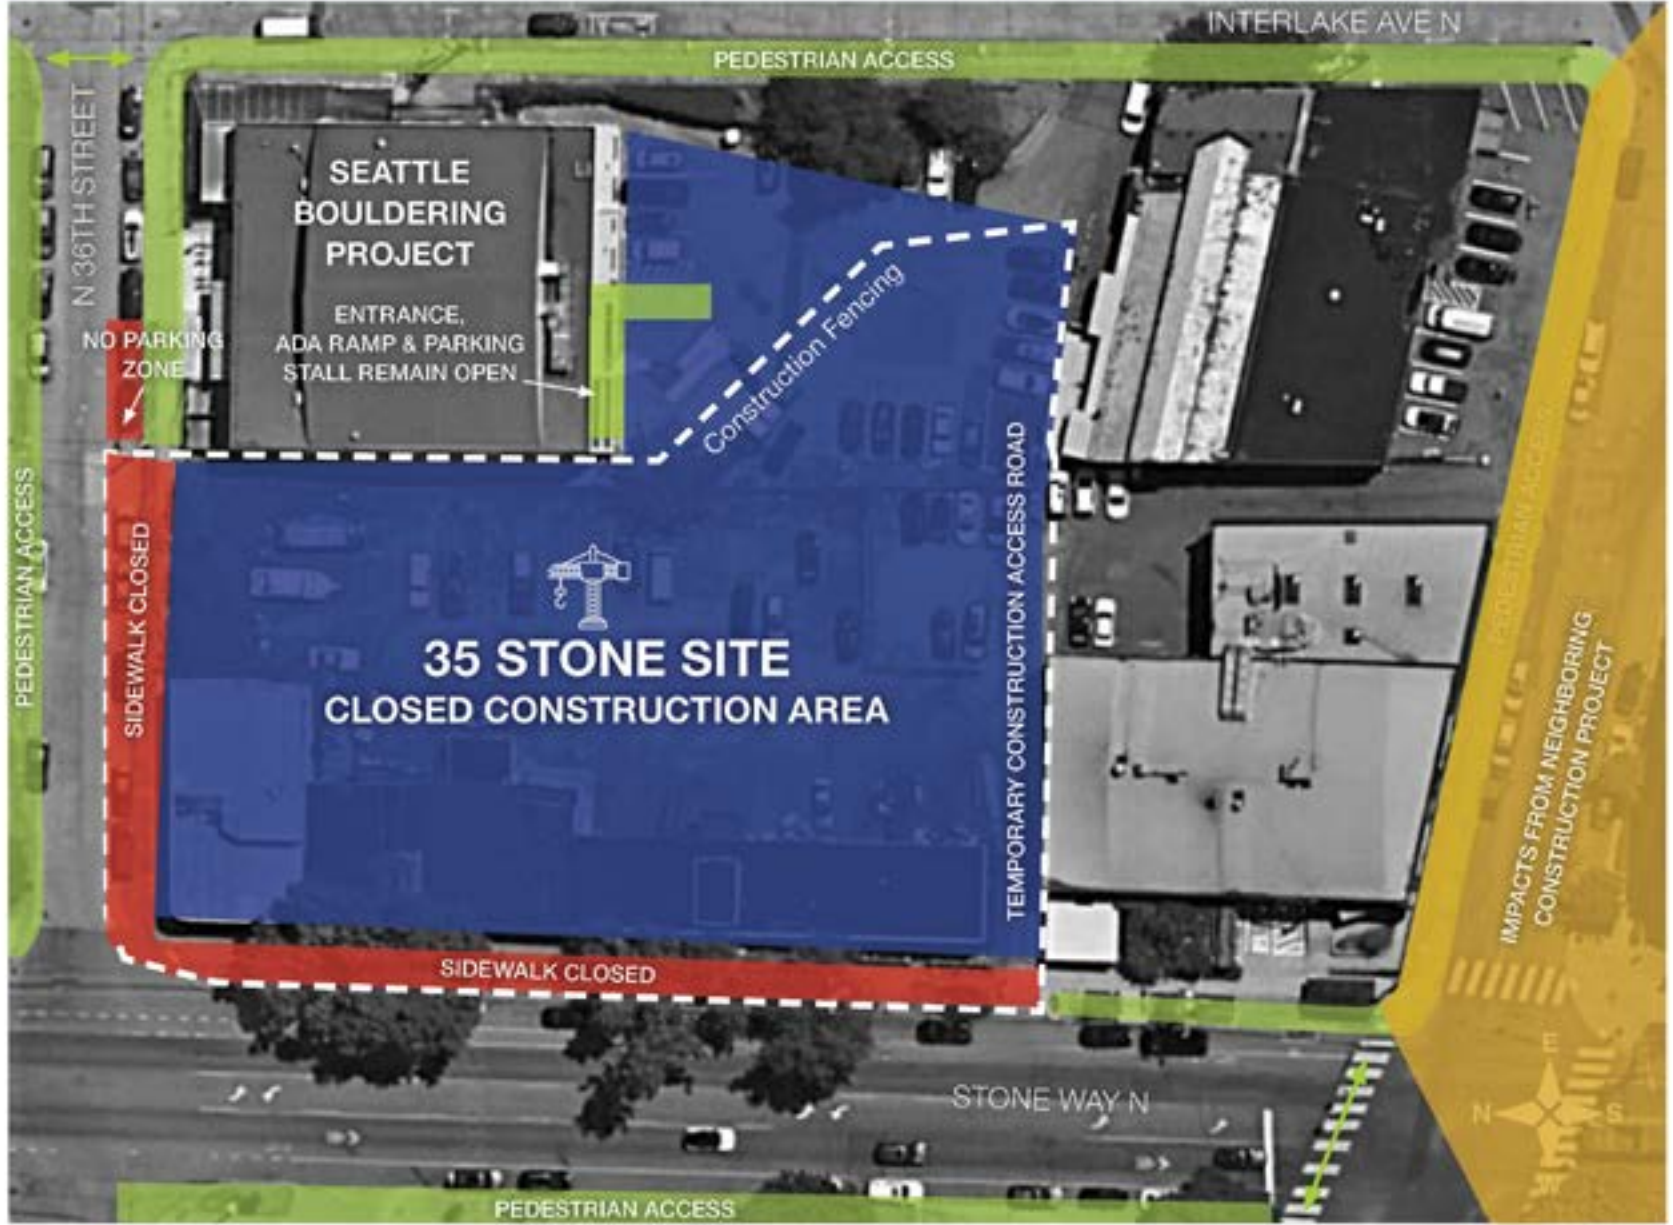 INTERLAKE AVE N
PEDESTRIAN ACCESS
N 36TH STREET
SEATTLE
BOULDERING
PROJECT
ENTRANCE,
ADA RAMP & PARKING
STALL REMAIN OPEN
NO PARKING
ZONE
Construction Fencing
PEDESTRIAN ACCESS
SIDEWALK CLOSED
35 STONE SITE
CLOSED CONSTRUCTION AREA
TEMPORARY CONSTRUCTION ACCESS ROAD
PEDESTRIAN ACCESS
IMPACTS FROM NEIGHBORING
CONSTRUCTION PROJECT
SIDEWALK CLOSED
STONE WAY N
E
N
S
W
PEDESTRIAN ACCESS